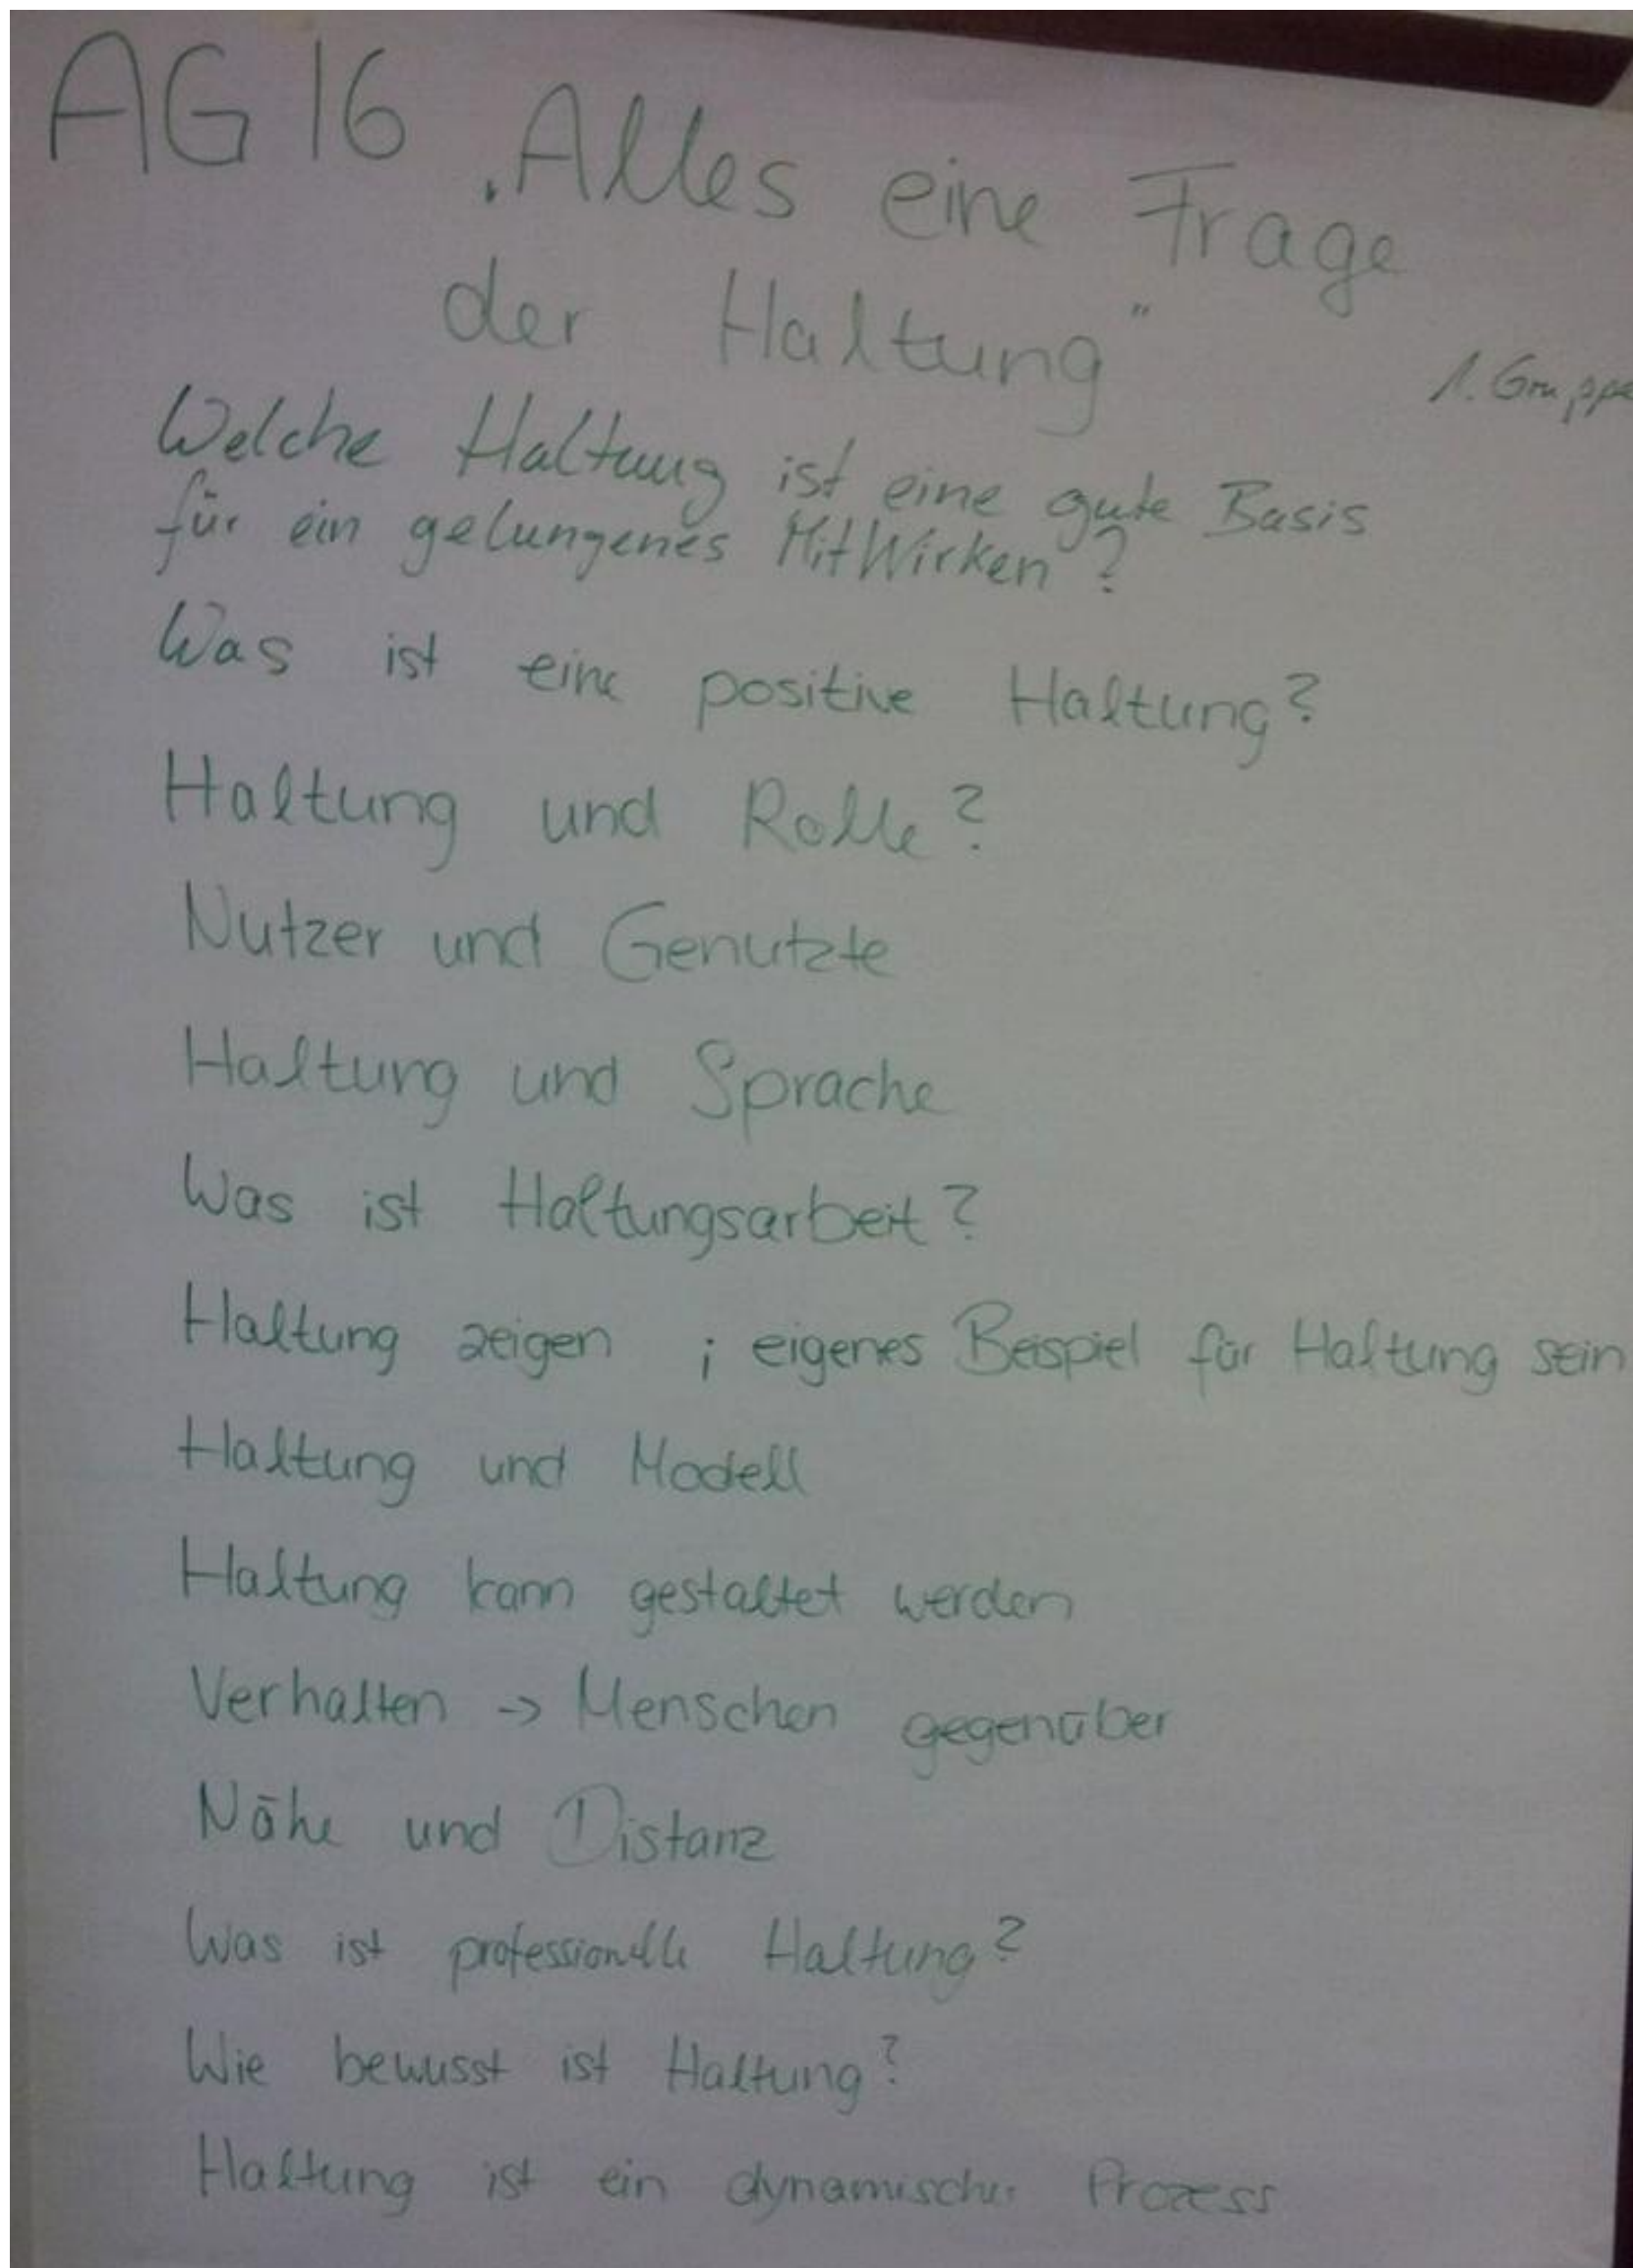 AG 16 „Alles eine Frage
der Haltung"
1. Gruppe
Welche Haltung ist eine gute Basis
für ein gelungenes MitWirken?
Was ist eine positive Haltung?
Haltung und Rolle?
Nutzer und Genutzte
Haltung und Sprache
Was ist Haltungsarbeit?
Haltung zeigen ; eigenes Beispiel für Haltung sein
Haltung und Modell
Haltung kann gestaltet werden
Verhalten -> Menschen gegenüber
Nähe und Distanz
Was ist professionelle Haltung?
Wie bewusst ist Haltung?
Haltung ist ein dynamischer Prozess